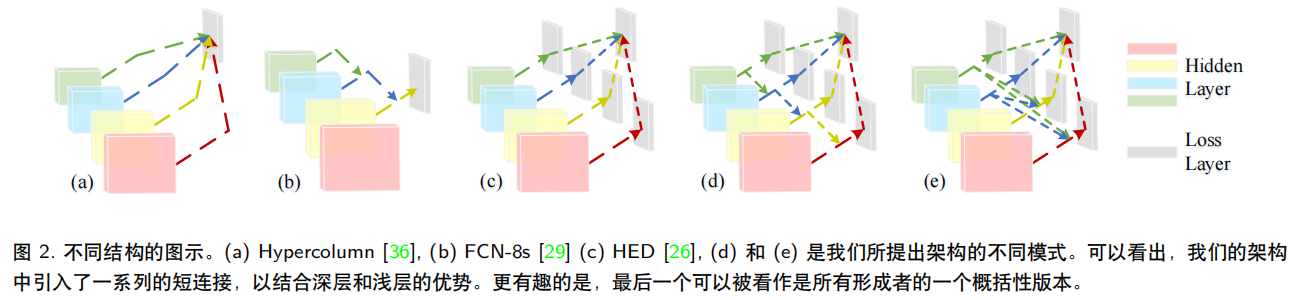 (a)
(b)
(c)
(d)
(e)
Hidden
Layer
Loss
Layer
图 2. 不同结构的图示。(a) Hypercolumn [36], (b) FCN-8s [29] (c) HED [26], (d) 和 (e) 是我们所提出架构的不同模式。可以看出，我们的架构
中引入了一系列的短连接，以结合深层和浅层的优势。更有趣的是，最后一个可以被看作是所有形成者的一个概括性版本。